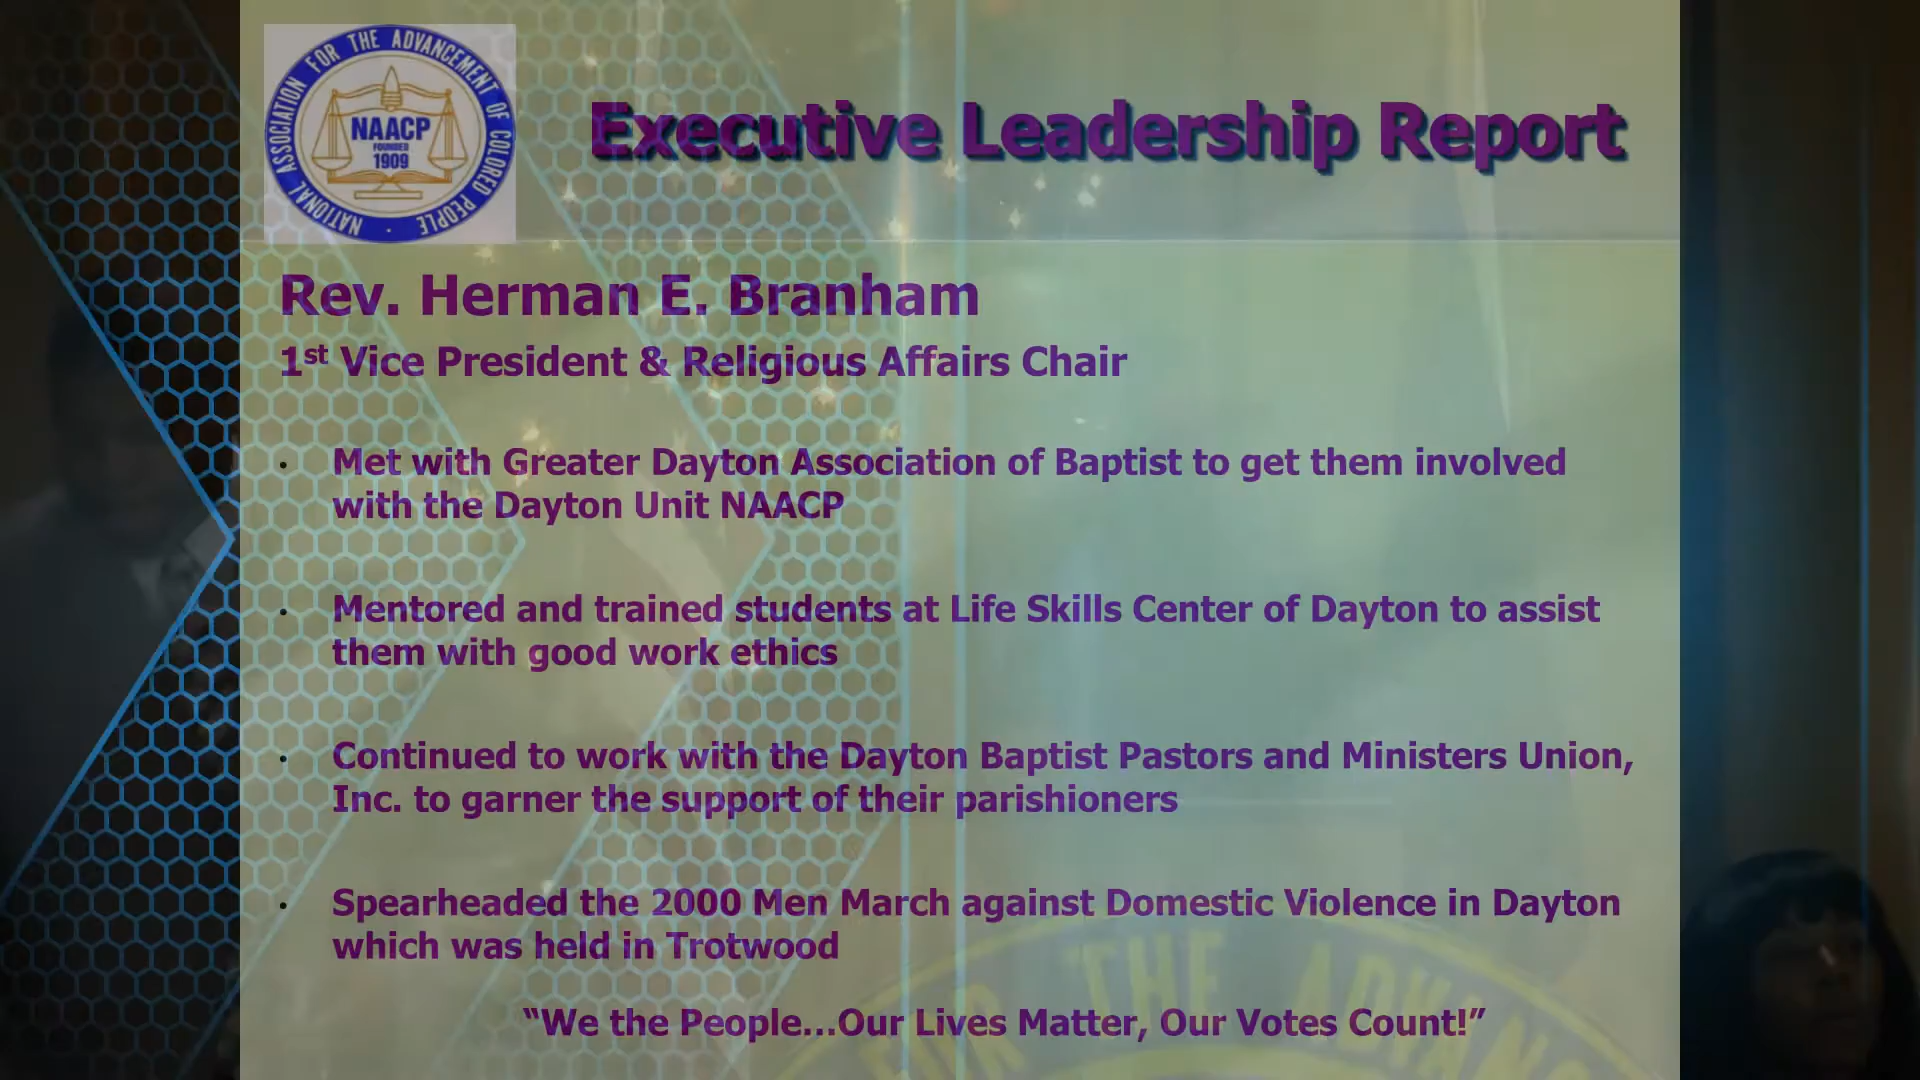 NATIONAL ASSOCIATION FOR THE ADVANCEMENT OF COLORED PEOPLE
NAACP
FOUNDED
1909
Executive Leadership Report
Rev. Herman E. Branham
1st Vice President & Religious Affairs Chair
• Met with Greater Dayton Association of Baptist to get them involved
with the Dayton Unit NAACP
• Mentored and trained students at Life Skills Center of Dayton to assist
them with good work ethics
• Continued to work with the Dayton Baptist Pastors and Ministers Union,
Inc. to garner the support of their parishioners
• Spearheaded the 2000 Men March against Domestic Violence in Dayton
which was held in Trotwood
“We the People...Our Lives Matter, Our Votes Count!”
FOR THE ADVANC